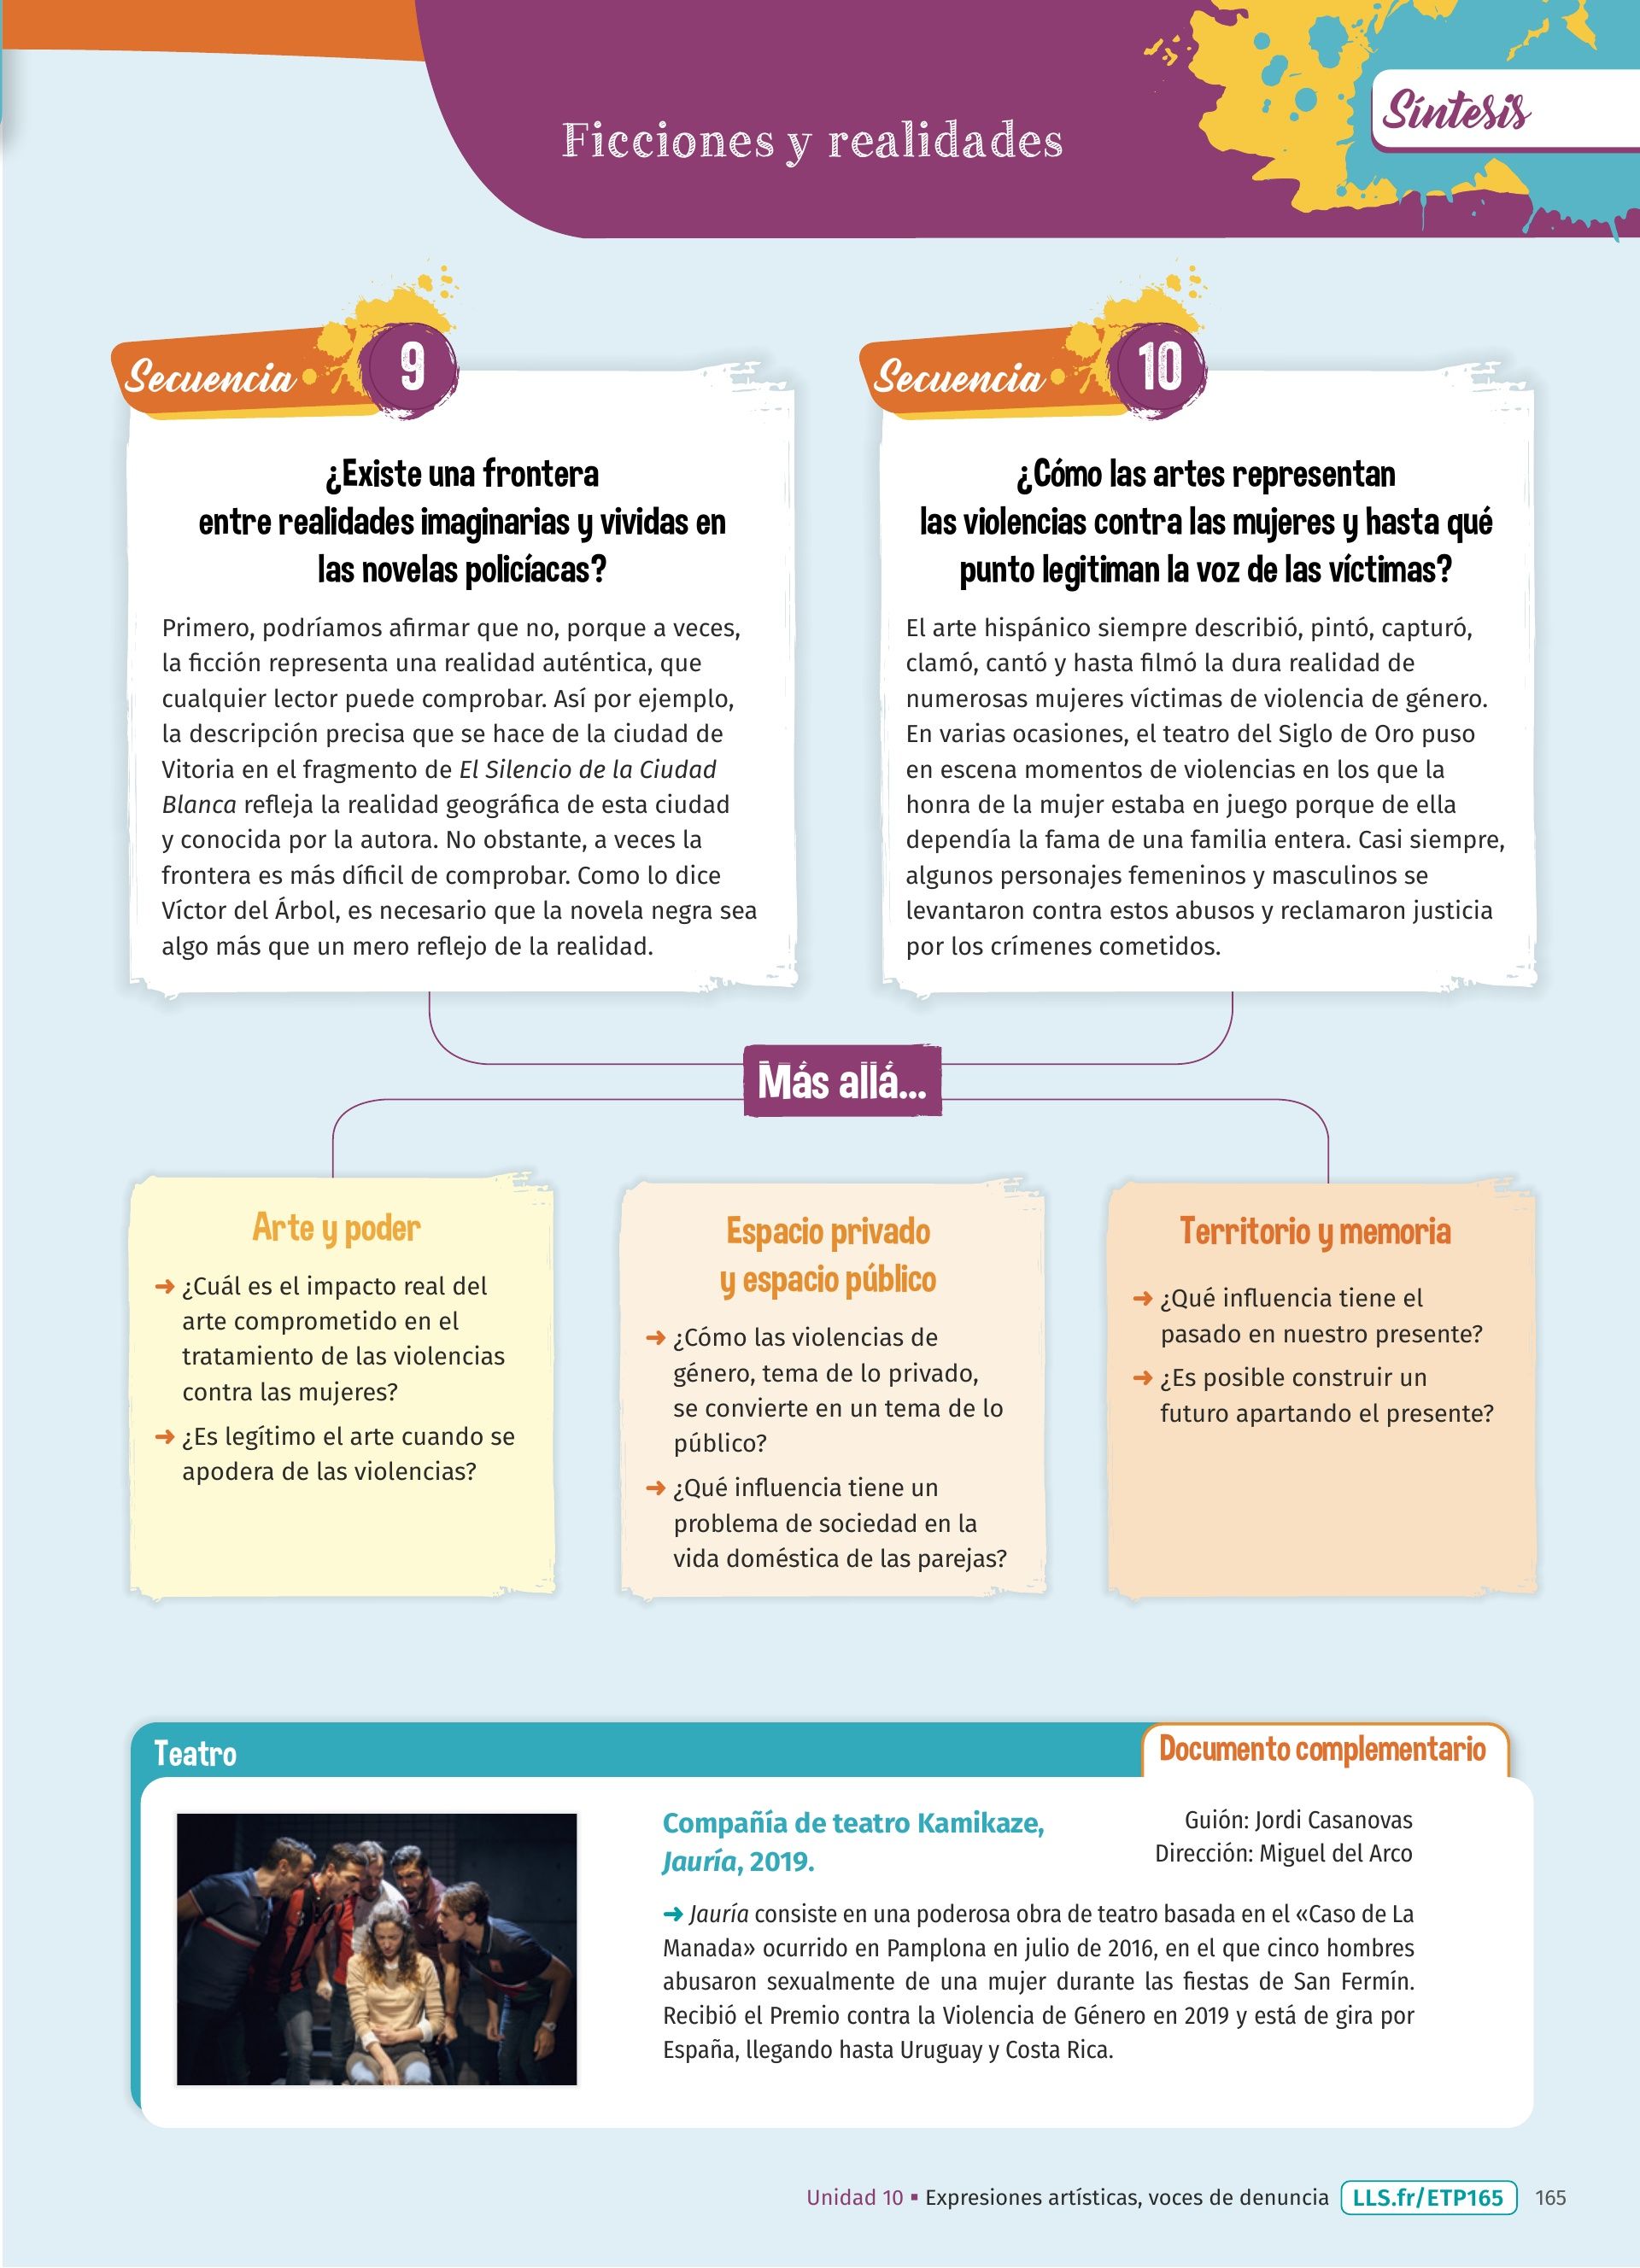 Ficciones y realidades
Síntesis
Secuencia 9
¿Existe una frontera
entre realidades imaginarias y vividas en
las novelas policíacas?
Primero, podríamos afirmar que no, porque a veces,
la ficción representa una realidad auténtica, que
cualquier lector puede comprobar. Así por ejemplo,
la descripción precisa que se hace de la ciudad de
Vitoria en el fragmento de El Silencio de la Ciudad
Blanca refleja la realidad geográfica de esta ciudad
y conocida por la autora. No obstante, a veces la
frontera es más díficil de comprobar. Como lo dice
Víctor del Árbol, es necesario que la novela negra sea
algo más que un mero reflejo de la realidad.
Secuencia 10
¿Cómo las artes representan
las violencias contra las mujeres y hasta qué
punto legitiman la voz de las víctimas?
El arte hispánico siempre describió, pintó, capturó,
clamó, cantó y hasta filmó la dura realidad de
numerosas mujeres víctimas de violencia de género.
En varias ocasiones, el teatro del Siglo de Oro puso
en escena momentos de violencias en los que la
honra de la mujer estaba en juego porque de ella
dependía la fama de una familia entera. Casi siempre,
algunos personajes femeninos y masculinos se
levantaron contra estos abusos y reclamaron justicia
por los crímenes cometidos.
Más allá...
Arte y poder
➜ ¿Cuál es el impacto real del
arte comprometido en el
tratamiento de las violencias
contra las mujeres?
➜ ¿Es legítimo el arte cuando se
apodera de las violencias?
Espacio privado
y espacio público
➜ ¿Cómo las violencias de
género, tema de lo privado,
se convierte en un tema de lo
público?
➜ ¿Qué influencia tiene un
problema de sociedad en la
vida doméstica de las parejas?
Territorio y memoria
➜ ¿Qué influencia tiene el
pasado en nuestro presente?
➜ ¿Es posible construir un
futuro apartando el presente?
Teatro
Documento complementario
Compañía de teatro Kamikaze,
Jauría, 2019.
Guión: Jordi Casanovas
Dirección: Miguel del Arco
➜ Jauría consiste en una poderosa obra de teatro basada en el «Caso de La
Manada» ocurrido en Pamplona en julio de 2016, en el que cinco hombres
abusaron sexualmente de una mujer durante las fiestas de San Fermín.
Recibió el Premio contra la Violencia de Género en 2019 y está de gira por
España, llegando hasta Uruguay y Costa Rica.
Unidad 10 ▪ Expresiones artísticas, voces de denuncia LLS.fr/ETP165 165